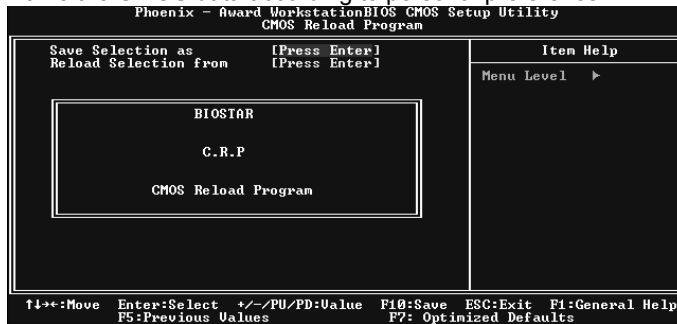 Phoenix - Award WorkstationBIOS CMOS Setup Utility
CMOS Reload Program
Save Selection as [Press Enter]
Reload Selection from [Press Enter]
Item Help
Menu Level ▶
BIOSTAR
C.R.P
CMOS Reload Program
↑↓→←:Move Enter:Select +/-/PU/PD:Value F10:Save ESC:Exit F1:General Help
F5:Previous Values F7: Optimized Defaults